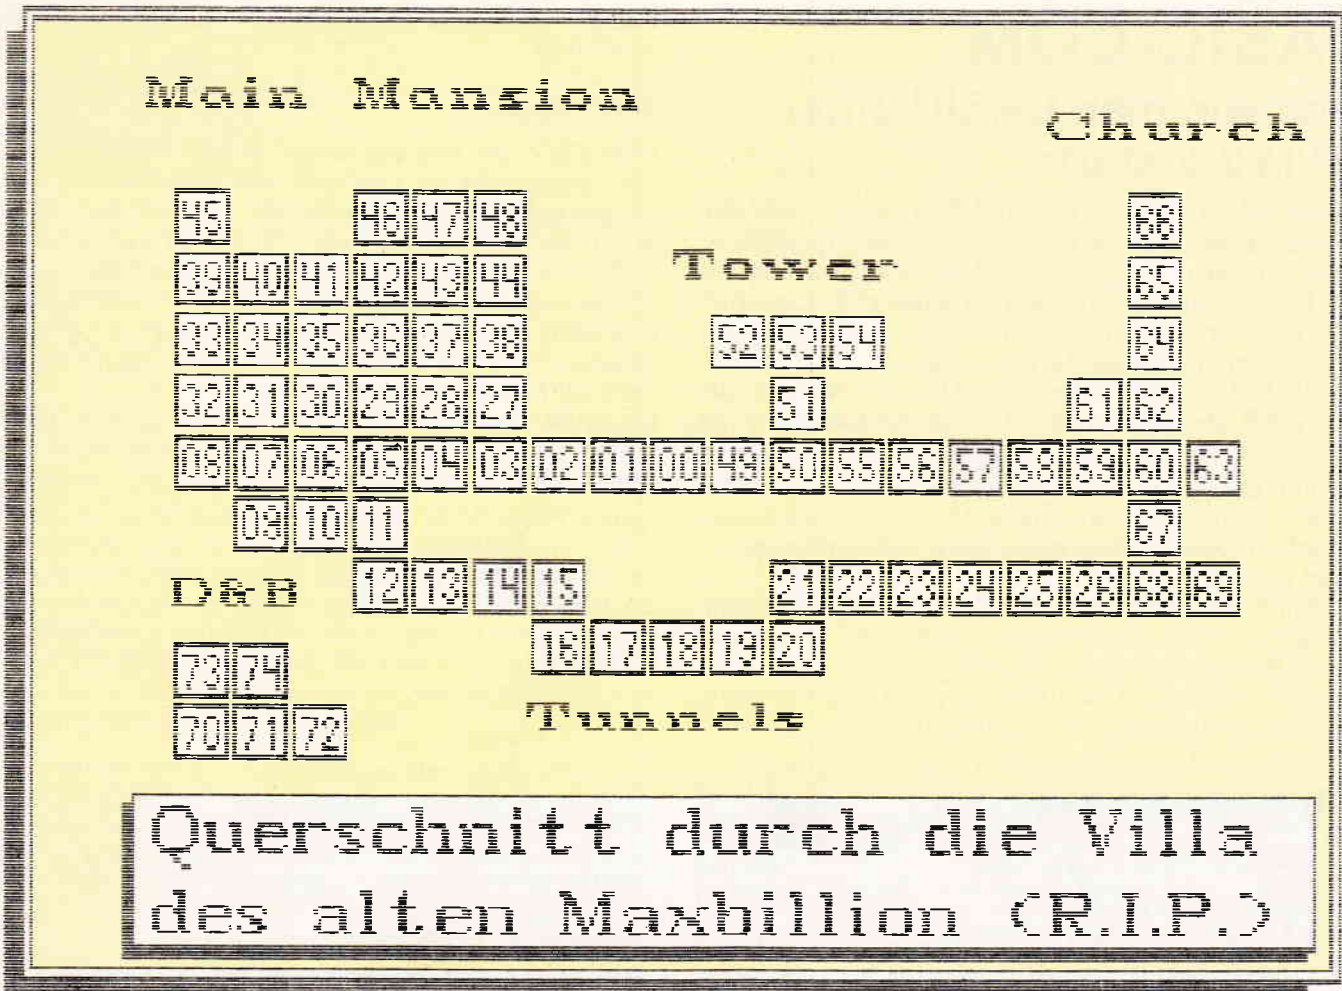 Main Mansion
Church
45 46 47 48 66
Tower
39 40 41 42 43 44 65
33 34 35 36 37 38 52 53 54 64
32 31 30 29 28 27 51 61 62
08 07 06 05 04 03 02 01 00 49 50 55 56 57 58 59 60 63
09 10 11 67
D&B
12 13 14 15 21 22 23 24 25 26 68 69
16 17 18 19 20
73 74
Tunnels
70 71 72
Querschnitt durch die Villa
des alten Maxbillion (R.I.P.)